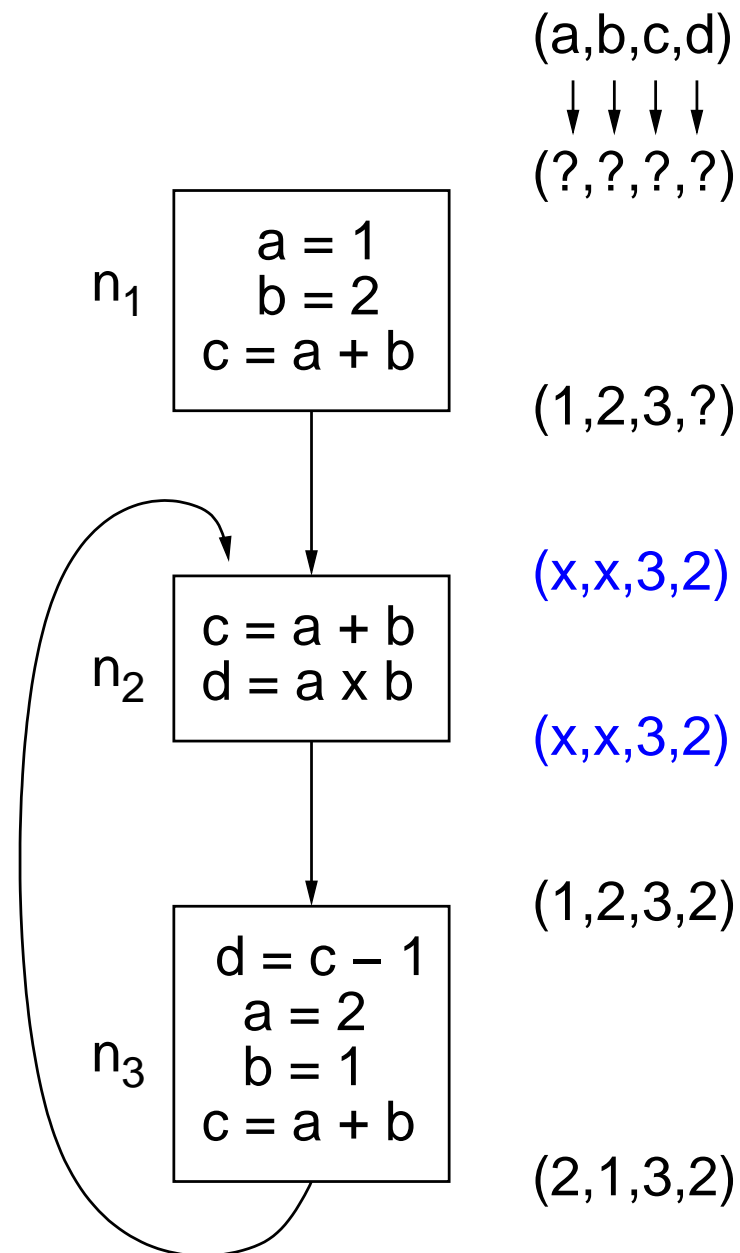 (a,b,c,d)
(?,?,?,?)
n₁
a = 1
b = 2
c = a + b
(1,2,3,?)
(x,x,3,2)
n₂
c = a + b
d = a x b
(x,x,3,2)
(1,2,3,2)
n₃
d = c – 1
a = 2
b = 1
c = a + b
(2,1,3,2)